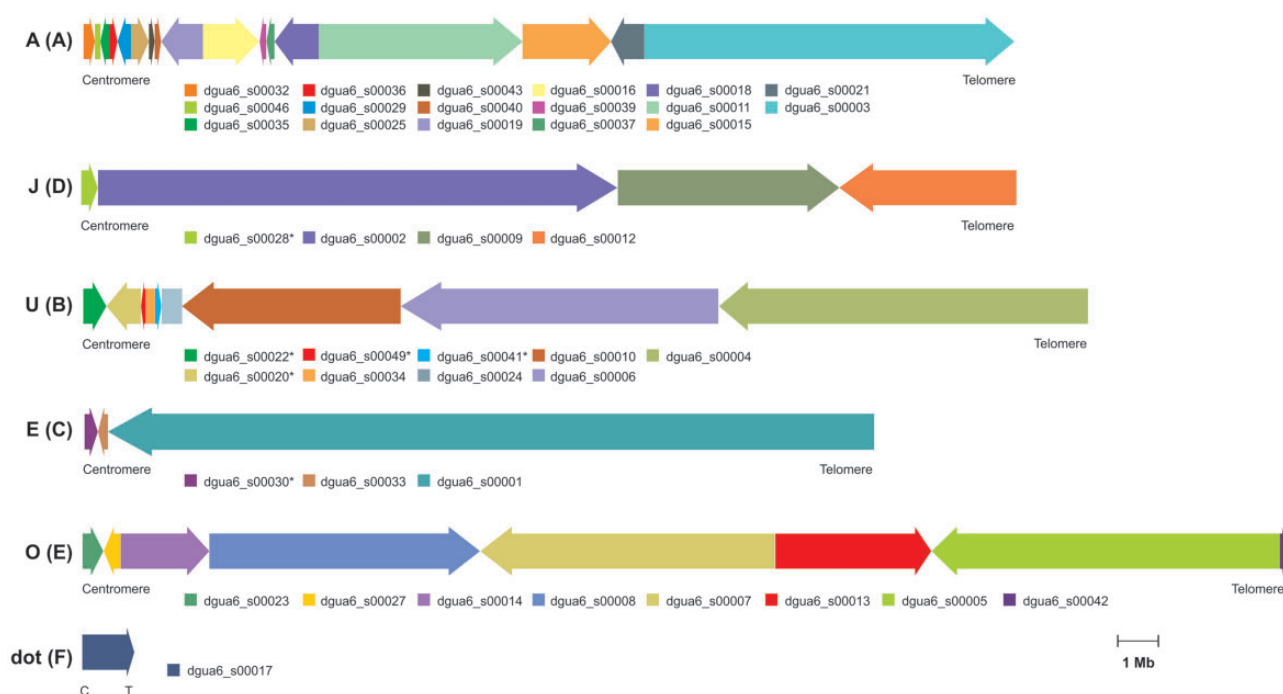 A (A)
Centromere Telomere
dgua6_s00032 dgua6_s00036 dgua6_s00043 dgua6_s00016 dgua6_s00018 dgua6_s00021
dgua6_s00046 dgua6_s00029 dgua6_s00040 dgua6_s00039 dgua6_s00011 dgua6_s00003
dgua6_s00035 dgua6_s00025 dgua6_s00019 dgua6_s00037 dgua6_s00015
J (D)
Centromere Telomere
dgua6_s00028* dgua6_s00002 dgua6_s00009 dgua6_s00012
U (B)
Centromere Telomere
dgua6_s00022* dgua6_s00049* dgua6_s00041* dgua6_s00010 dgua6_s00004
dgua6_s00020* dgua6_s00034 dgua6_s00024 dgua6_s00006
E (C)
Centromere Telomere
dgua6_s00030* dgua6_s00033 dgua6_s00001
O (E)
Centromere Telomere
dgua6_s00023 dgua6_s00027 dgua6_s00014 dgua6_s00008 dgua6_s00007 dgua6_s00013 dgua6_s00005 dgua6_s00042
dot (F)
dgua6_s00017
1 Mb
C T